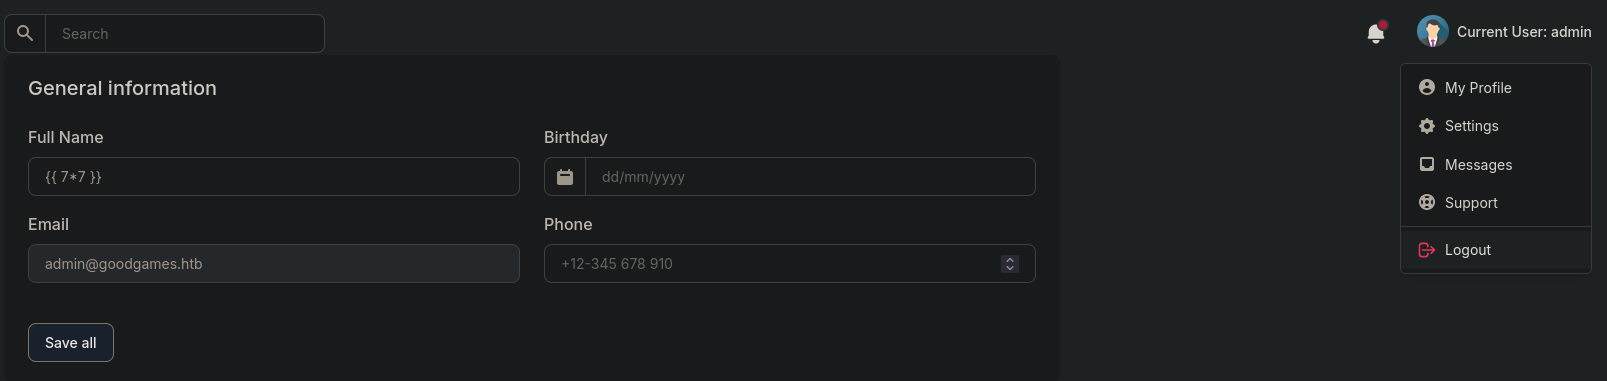 Search
Current User: admin
General information
My Profile
Settings
Messages
Support
Logout
Full Name
Birthday
{{ 7*7 }}
dd/mm/yyyy
Email
Phone
admin@goodgames.htb
+12-345 678 910
Save all